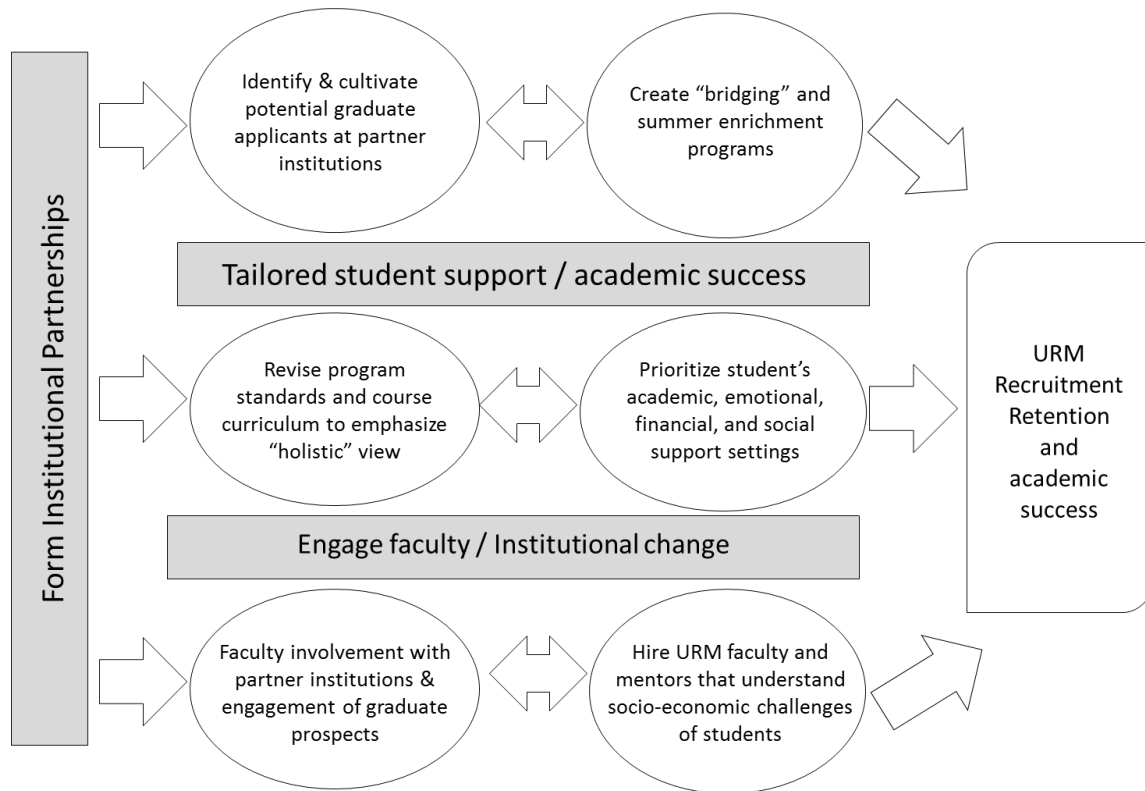 Form Institutional Partnerships
Identify & cultivate
potential graduate
applicants at partner
institutions
Create “bridging” and
summer enrichment
programs
Tailored student support / academic success
Revise program
standards and course
curriculum to emphasize
“holistic” view
Prioritize student’s
academic, emotional,
financial, and social
support settings
URM
Recruitment
Retention
and
academic
success
Engage faculty / Institutional change
Faculty involvement with
partner institutions &
engagement of graduate
prospects
Hire URM faculty and
mentors that understand
socio-economic challenges
of students